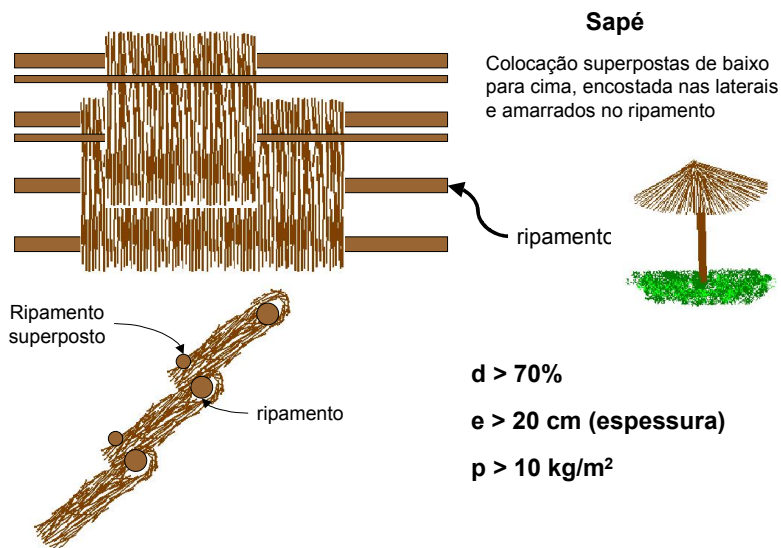 Sapé
Colocação superpostas de baixo
para cima, encostada nas laterais
e amarrados no ripamento
ripamento
Ripamento
superposto
ripamento
d > 70%
e > 20 cm (espessura)
p > 10 kg/m²